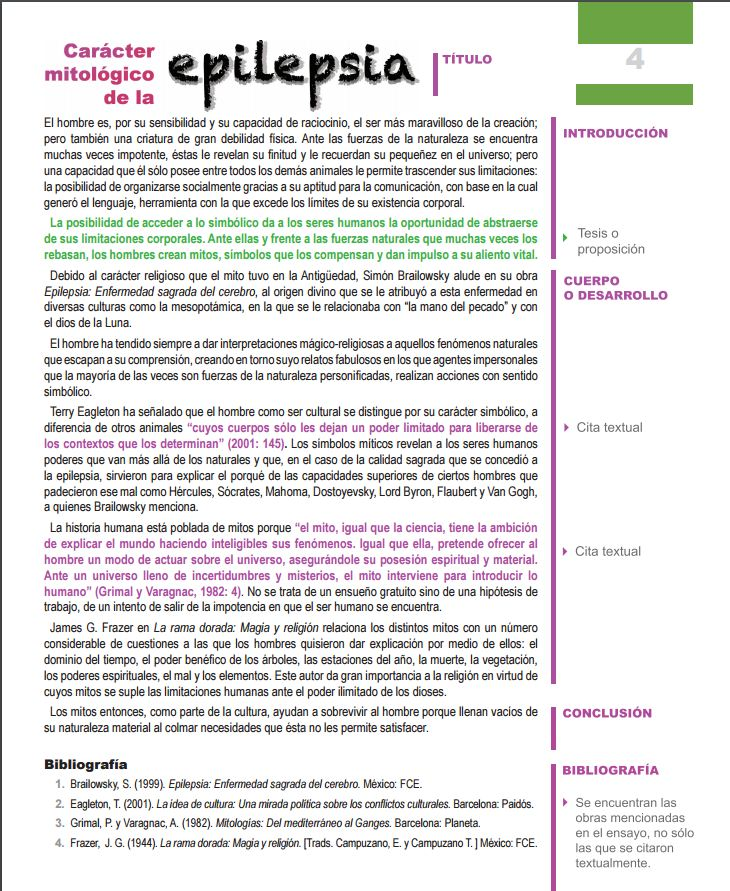 Carácter
mitológico
de la
epilepsia
TÍTULO
4
El hombre es, por su sensibilidad y su capacidad de raciocinio, el ser más maravilloso de la creación;
pero también una criatura de gran debilidad física. Ante las fuerzas de la naturaleza se encuentra
muchas veces impotente, éstas le revelan su finitud y le recuerdan su pequeñez en el universo; pero
una capacidad que él sólo posee entre todos los demás animales le permite trascender sus limitaciones:
la posibilidad de organizarse socialmente gracias a su aptitud para la comunicación, con base en la cual
generó el lenguaje, herramienta con la que excede los límites de su existencia corporal.
INTRODUCCIÓN
La posibilidad de acceder a lo simbólico da a los seres humanos la oportunidad de abstraerse
de sus limitaciones corporales. Ante ellas y frente a las fuerzas naturales que muchas veces los
rebasan, los hombres crean mitos, símbolos que los compensan y dan impulso a su aliento vital.
Tesis o
proposición
Debido al carácter religioso que el mito tuvo en la Antigüedad, Simón Brailowsky alude en su obra
Epilepsia: Enfermedad sagrada del cerebro, al origen divino que se le atribuyó a esta enfermedad en
diversas culturas como la mesopotámica, en la que se le relacionaba con “la mano del pecado” y con
el dios de la Luna.
CUERPO
O DESARROLLO
El hombre ha tendido siempre a dar interpretaciones mágico-religiosas a aquellos fenómenos naturales
que escapan a su comprensión, creando en torno suyo relatos fabulosos en los que agentes impersonales
que la mayoría de las veces son fuerzas de la naturaleza personificadas, realizan acciones con sentido
simbólico.
Terry Eagleton ha señalado que el hombre como ser cultural se distingue por su carácter simbólico, a
diferencia de otros animales “cuyos cuerpos sólo les dejan un poder limitado para liberarse de
los contextos que los determinan” (2001: 145). Los símbolos míticos revelan a los seres humanos
poderes que van más allá de los naturales y que, en el caso de la calidad sagrada que se concedió a
la epilepsia, sirvieron para explicar el porqué de las capacidades superiores de ciertos hombres que
padecieron ese mal como Hércules, Sócrates, Mahoma, Dostoyevsky, Lord Byron, Flaubert y Van Gogh,
a quienes Brailowsky menciona.
Cita textual
La historia humana está poblada de mitos porque “el mito, igual que la ciencia, tiene la ambición
de explicar el mundo haciendo inteligibles sus fenómenos. Igual que ella, pretende ofrecer al
hombre un modo de actuar sobre el universo, asegurándole su posesión espiritual y material.
Ante un universo lleno de incertidumbres y misterios, el mito interviene para introducir lo
humano” (Grimal y Varagnac, 1982: 4). No se trata de un ensueño gratuito sino de una hipótesis de
trabajo, de un intento de salir de la impotencia en que el ser humano se encuentra.
Cita textual
James G. Frazer en La rama dorada: Magia y religión relaciona los distintos mitos con un número
considerable de cuestiones a las que los hombres quisieron dar explicación por medio de ellos: el
dominio del tiempo, el poder benéfico de los árboles, las estaciones del año, la muerte, la vegetación,
los poderes espirituales, el mal y los elementos. Este autor da gran importancia a la religión en virtud de
cuyos mitos se suple las limitaciones humanas ante el poder ilimitado de los dioses.
Los mitos entonces, como parte de la cultura, ayudan a sobrevivir al hombre porque llenan vacíos de
su naturaleza material al colmar necesidades que ésta no les permite satisfacer.
CONCLUSIÓN
Bibliografía
1. Brailowsky, S. (1999). Epilepsia: Enfermedad sagrada del cerebro. México: FCE.
2. Eagleton, T. (2001). La idea de cultura: Una mirada política sobre los conflictos culturales. Barcelona: Paidós.
3. Grimal, P. y Varagnac, A. (1982). Mitologías: Del mediterráneo al Ganges. Barcelona: Planeta.
4. Frazer, J. G. (1944). La rama dorada: Magia y religión. [Trads. Campuzano, E. y Campuzano T. ] México: FCE.
BIBLIOGRAFÍA
Se encuentran las
obras mencionadas
en el ensayo, no sólo
las que se citaron
textualmente.